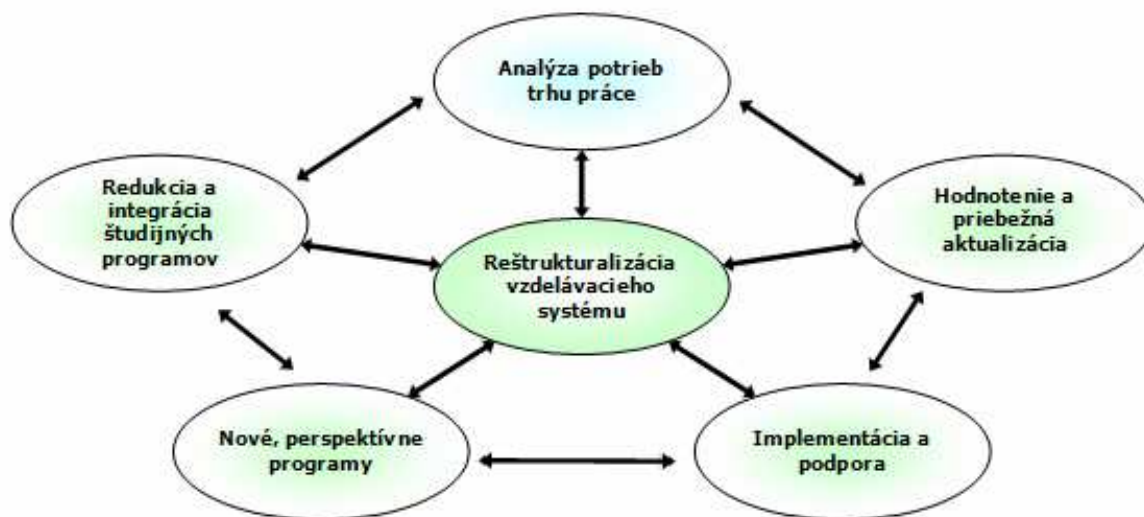 Analýza potrieb
trhu práce
Redukcia a
integrácia
študijných
programov
Hodnotenie a
priebežná
aktualizácia
Reštrukturalizácia
vzdelávacieho
systému
Nové, perspektívne
programy
Implementácia a
podpora